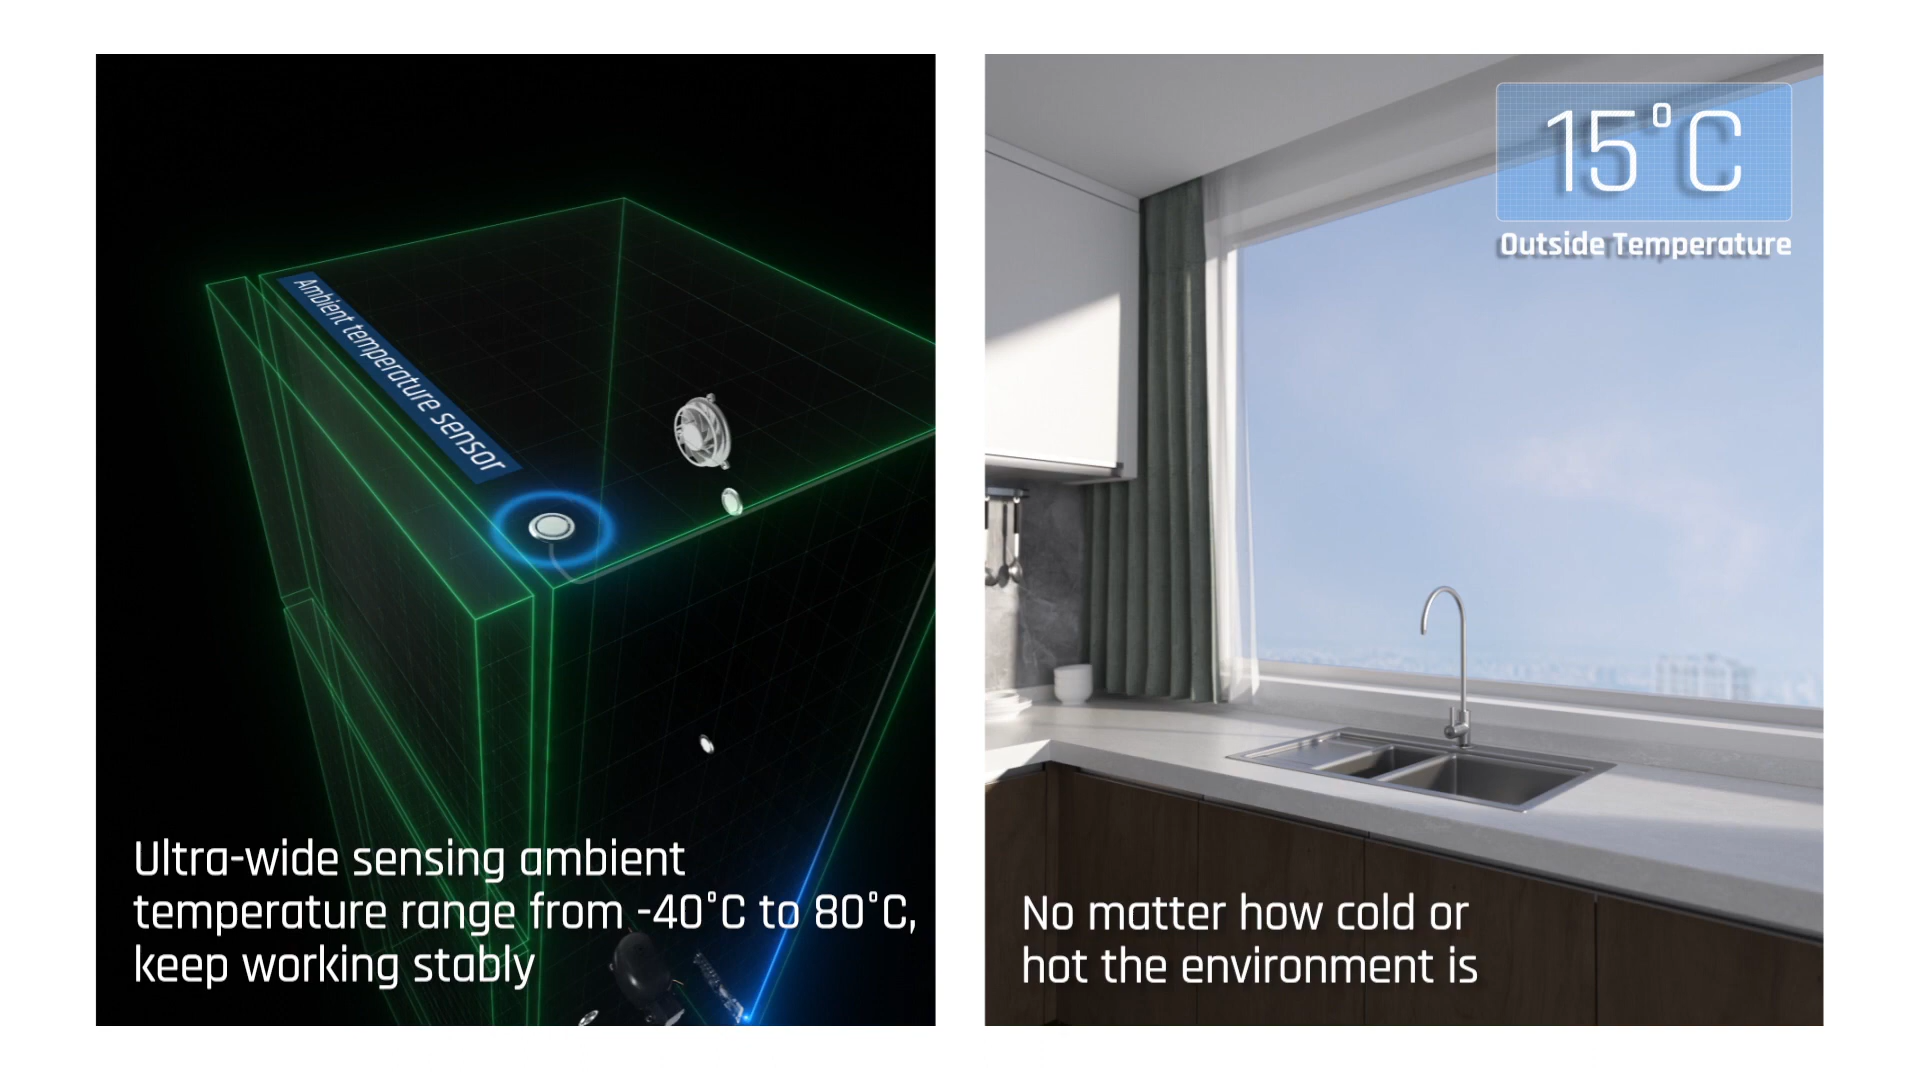 Ambient temperature sensor
Ultra-wide sensing ambient
temperature range from -40°C to 80°C,
keep working stably
15°C
Outside Temperature
No matter how cold or
hot the environment is